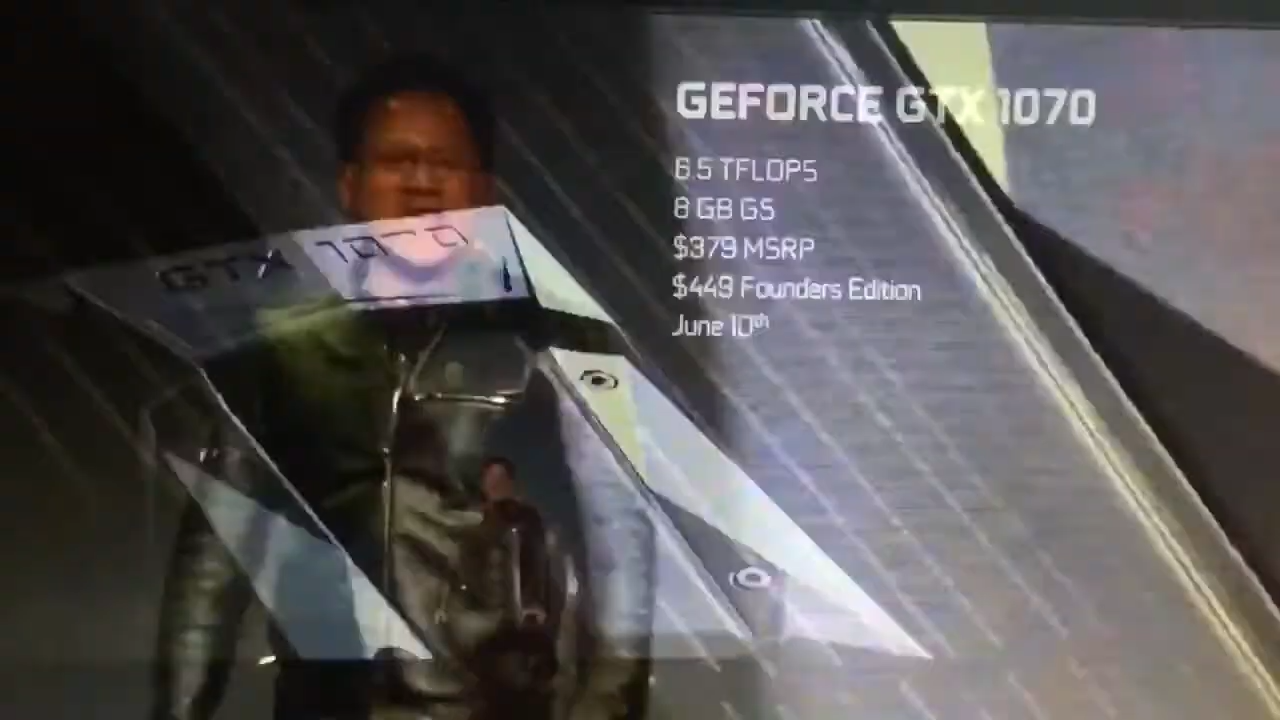 GEFORCE GTX 1070
6.5 TFLOPS
8 GB G5
$379 MSRP
$449 Founders Edition
June 10th
GTX 1070